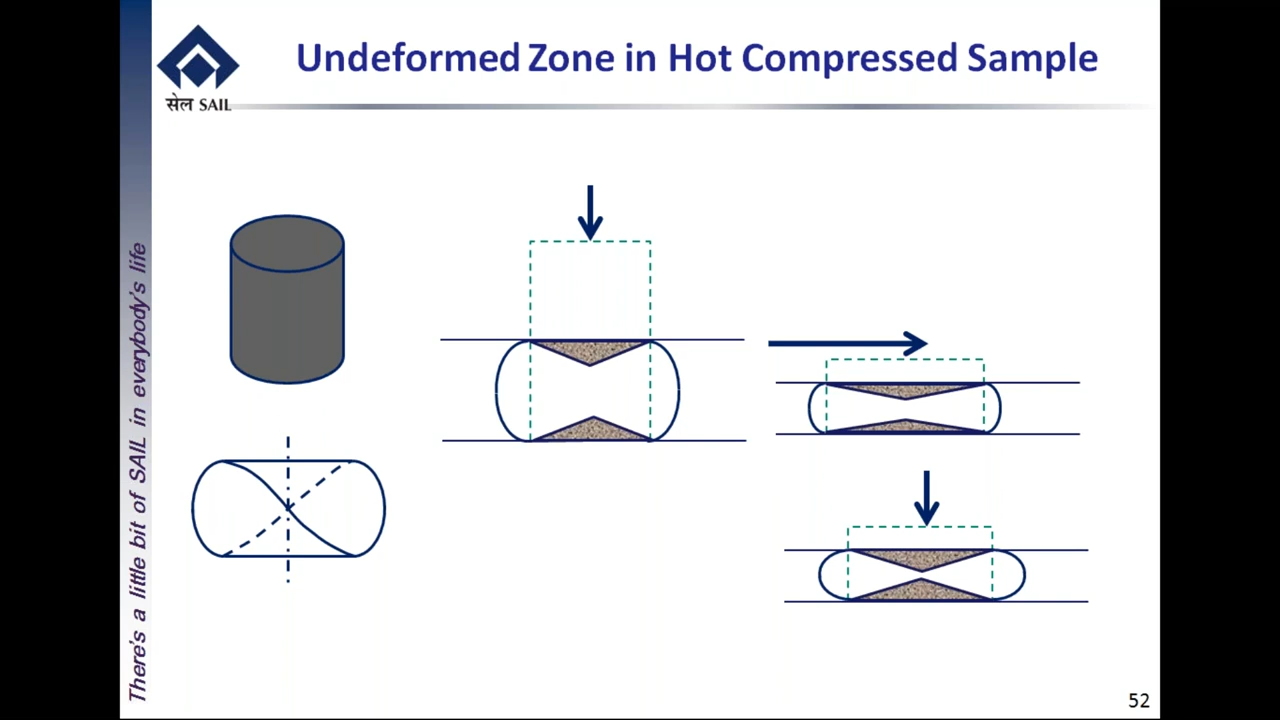 Undeformed Zone in Hot Compressed Sample
सेल SAIL
There's a little bit of SAIL in everybody's life
52